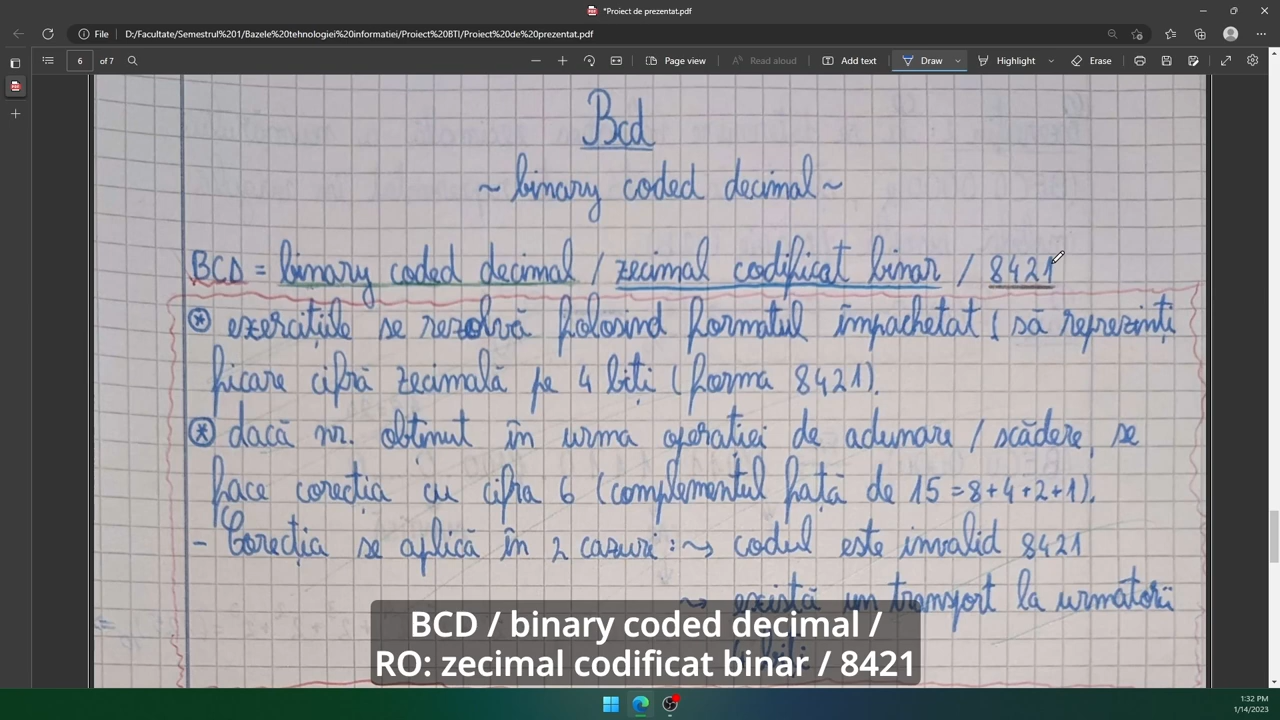 *Proiect de prezentat.pdf
File D:/Facultate/Semestrul%201/Bazele%20tehnologiei%20informatiei/Proiect%20BTI/Proiect%20de%20prezentat.pdf
6 of 7 Page view Read aloud Add text Draw Highlight Erase
Bcd
~ binary coded decimal ~
BCD = binary coded decimal / zecimal codificat binar / 8421
* exercițiile se rezolvă folosind formatul împachetat ( să reprezinți
ficare cifră zecimală pe 4 biți (forma 8421).
* dacă nr. obținut în urma operației de adunare / scădere, se
face corecția cu cifra 6 (complementul față de 15 = 8+4+2+1).
- Corecția se aplică în 2 cazuri: ⇝ codul este invalid 8421
⇝ există un transport la următorii
BCD / binary coded decimal /
RO: zecimal codificat binar / 8421
1:32 PM
1/14/2023